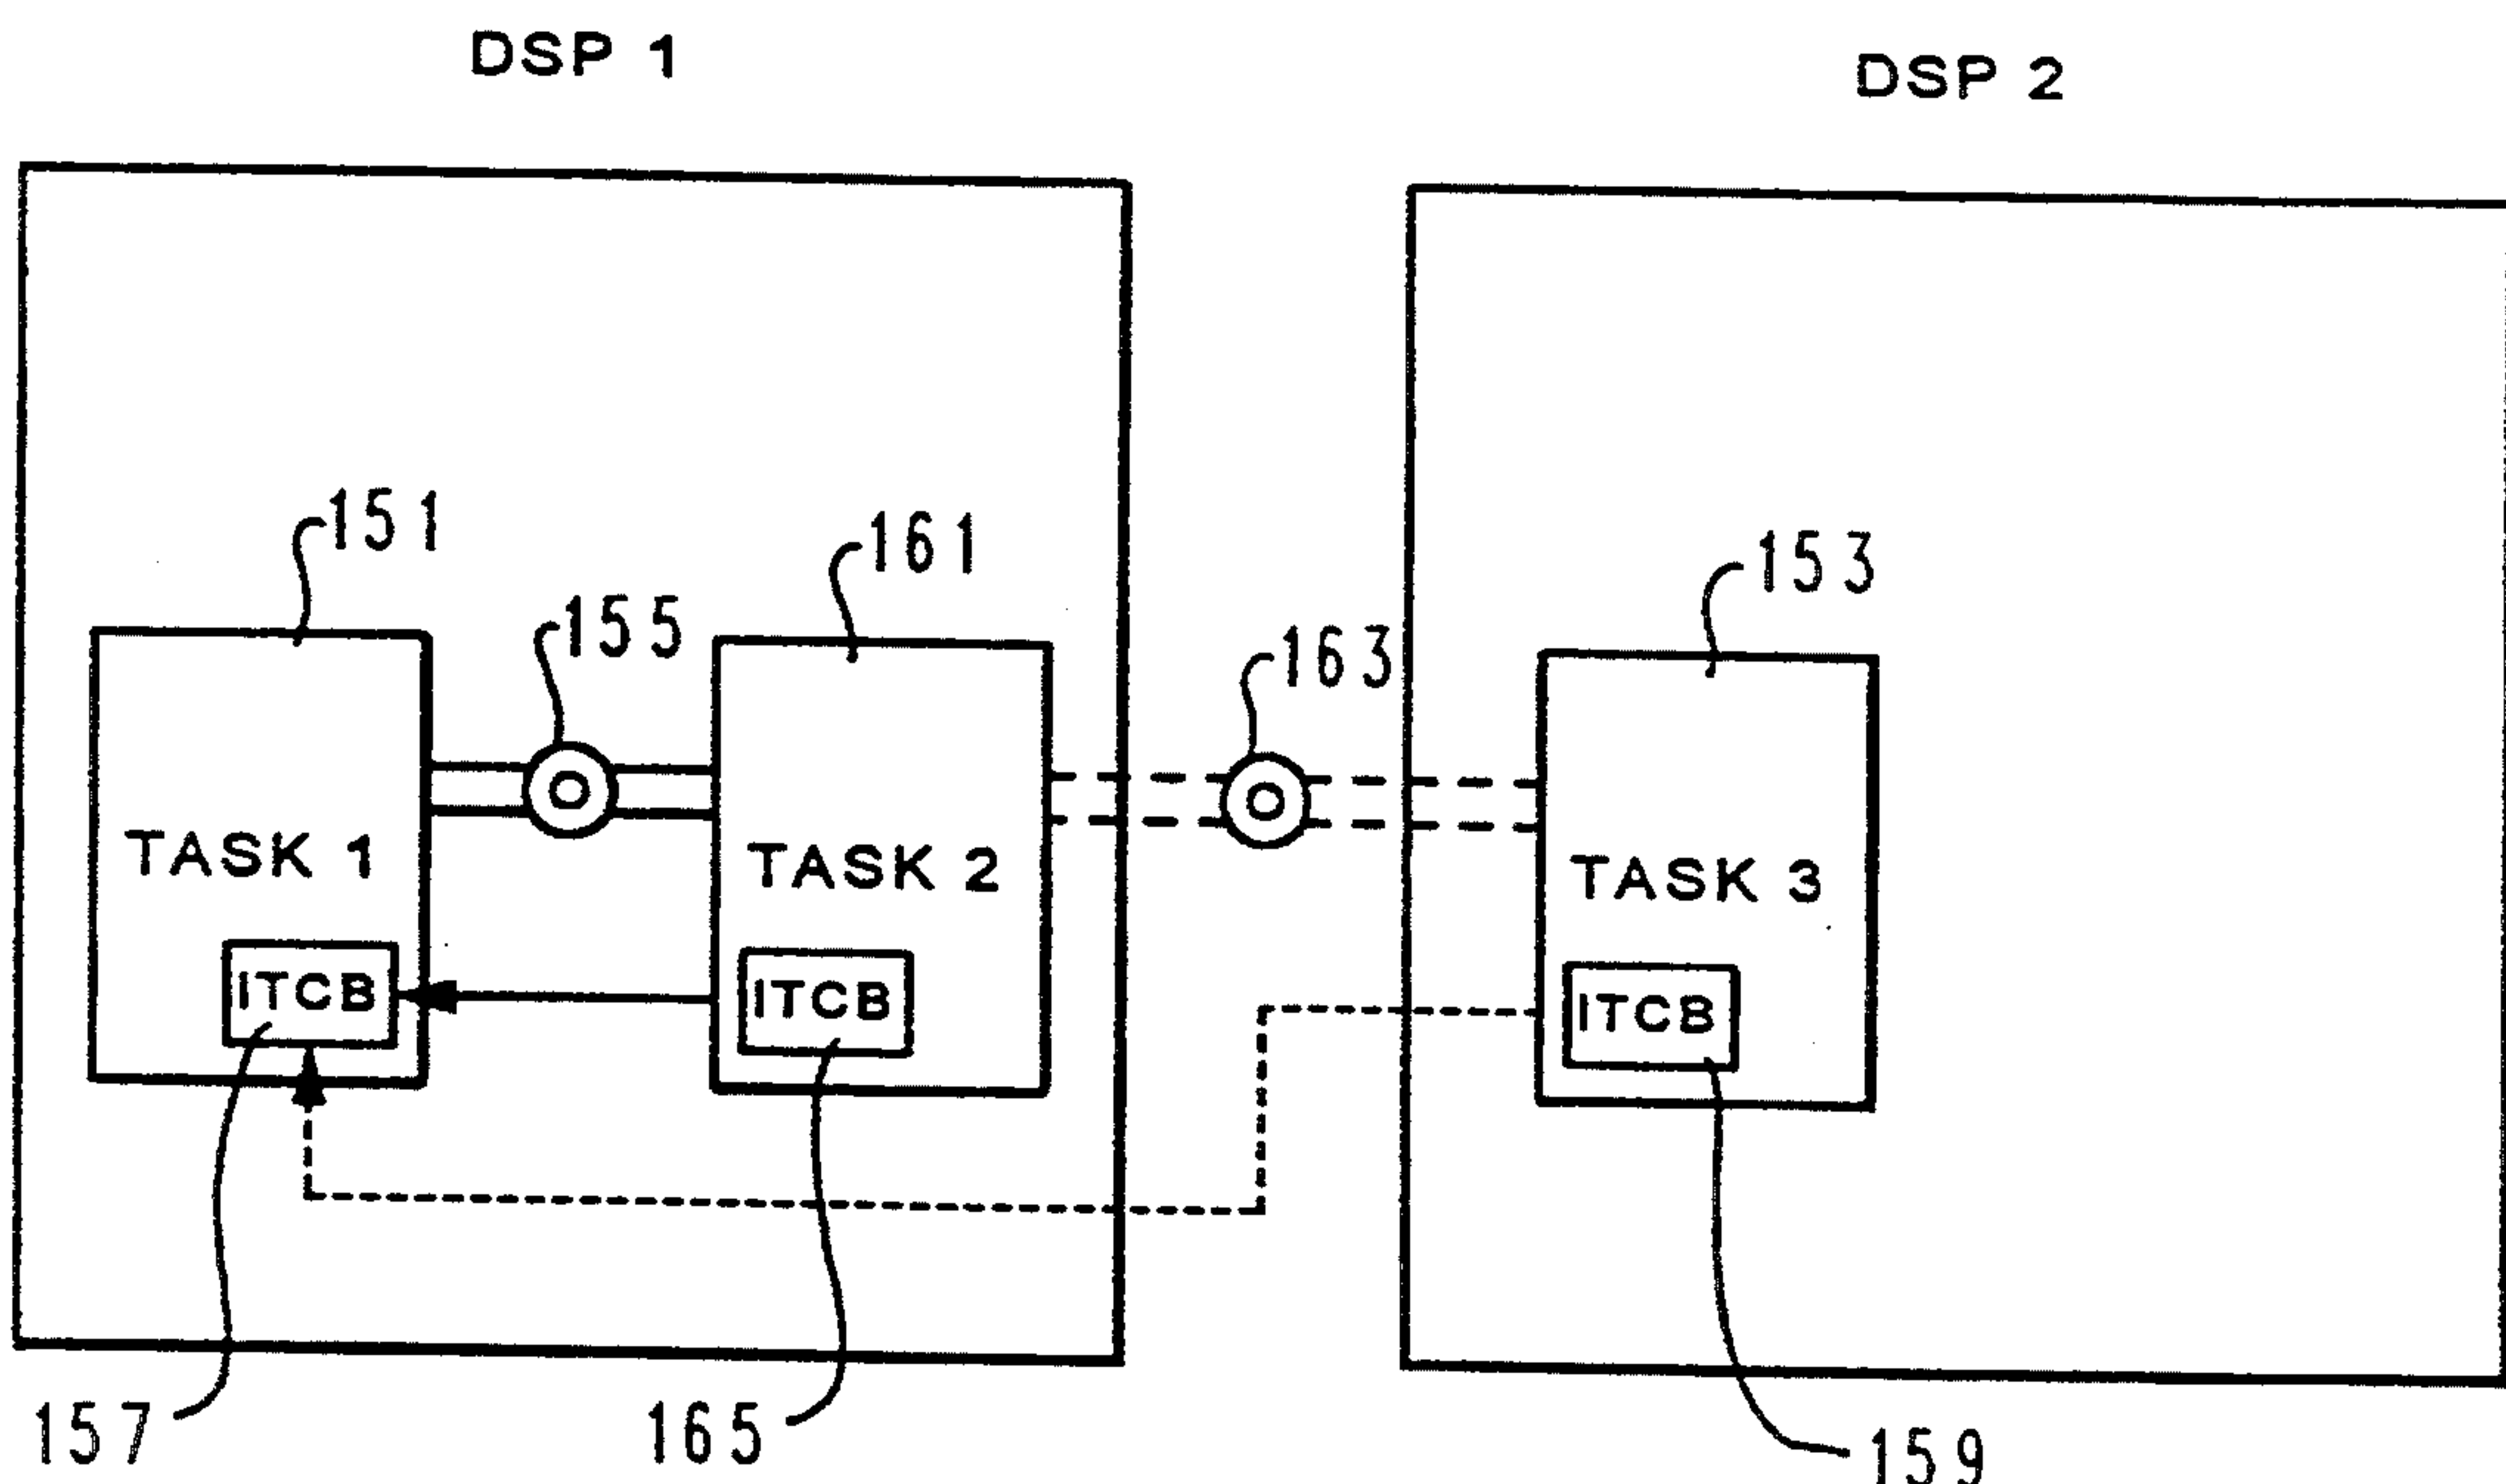 DSP 1
DSP 2
151
161
153
155
163
TASK 1
TASK 2
TASK 3
ITCB
ITCB
ITCB
157
165
159